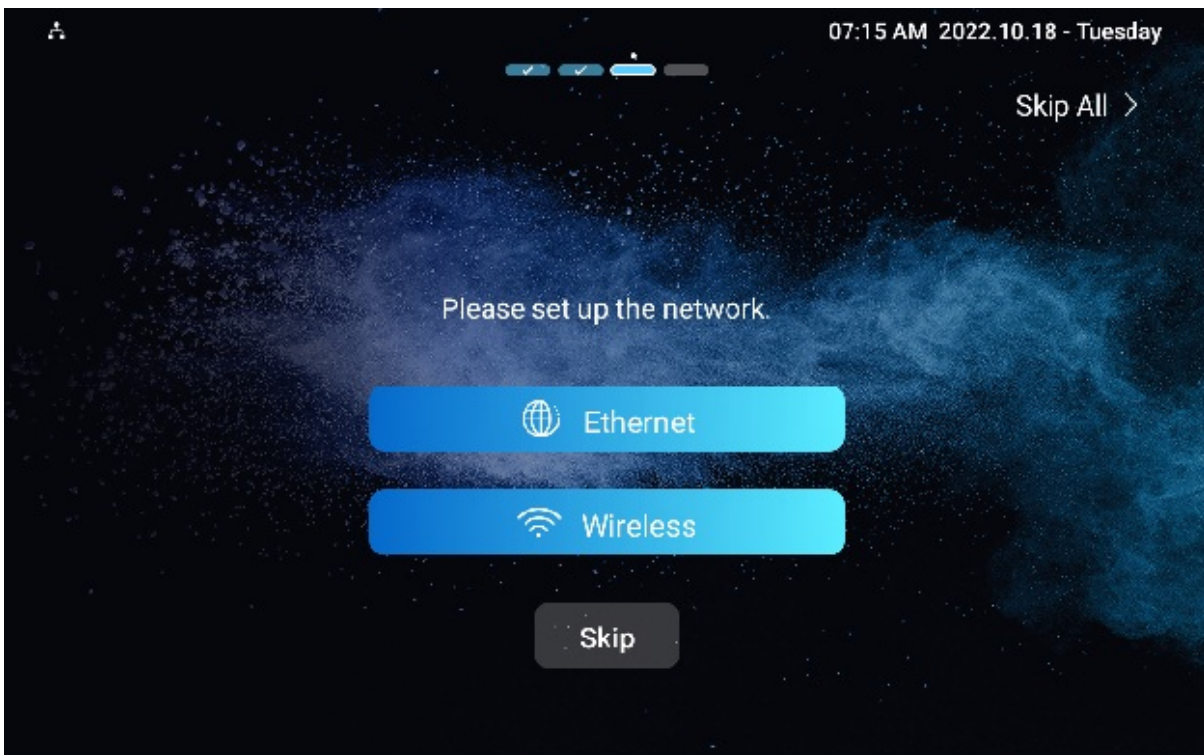 07:15 AM 2022.10.18 - Tuesday
Skip All
Please set up the network.
Ethernet
Wireless
Skip